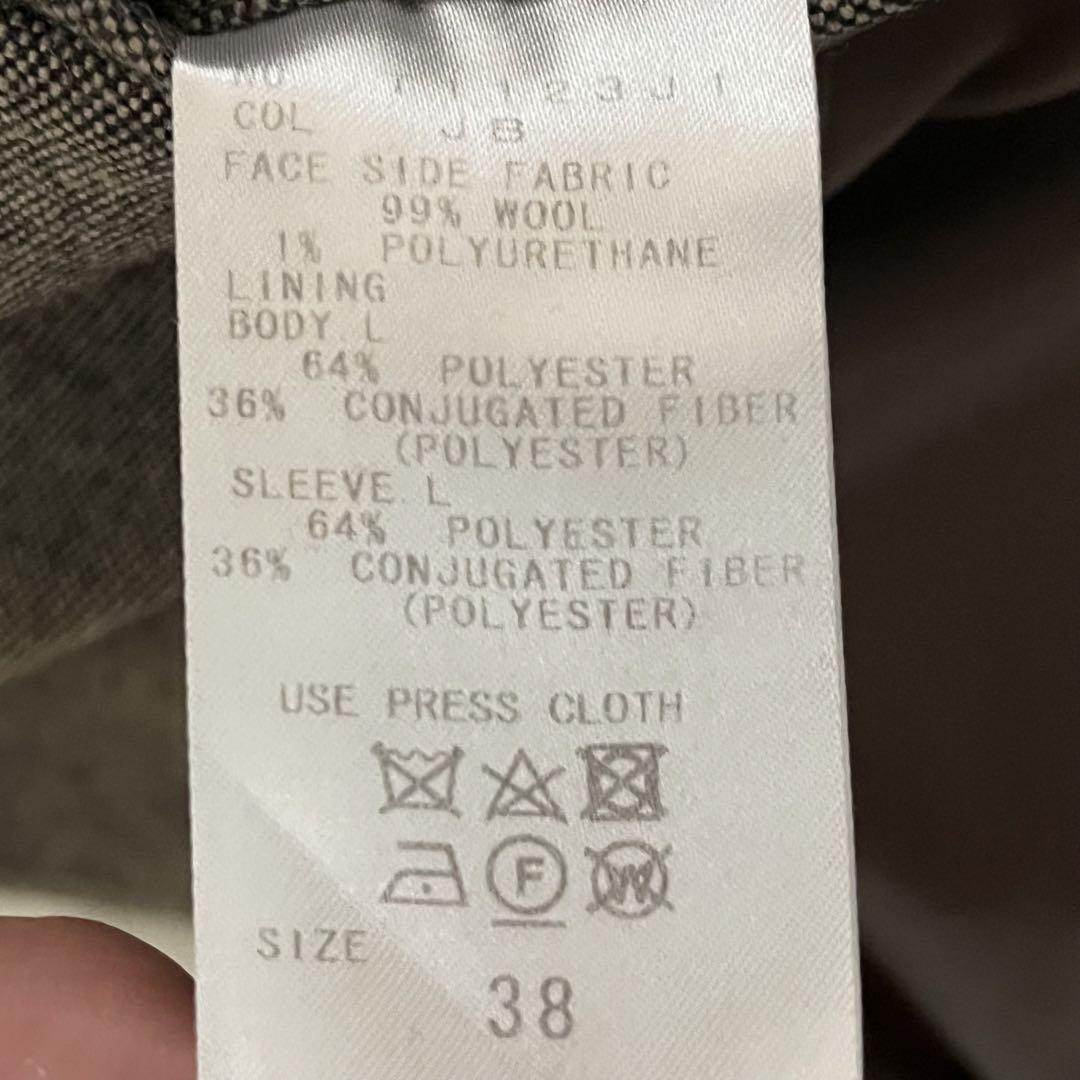 COL JB
FACE SIDE FABRIC
99% WOOL
1% POLYURETHANE
LINING
BODY.L
64% POLYESTER
36% CONJUGATED FIBER
(POLYESTER)
SLEEVE.L
64% POLYESTER
36% CONJUGATED FIBER
(POLYESTER)
USE PRESS CLOTH
F W
SIZE
38